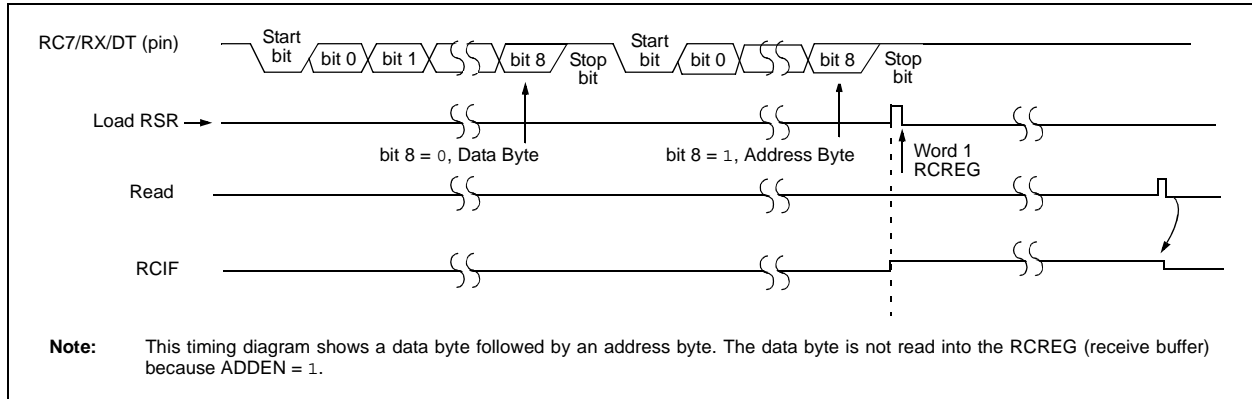 RC7/RX/DT (pin)
Start
bit
bit 0
bit 1
bit 8
Stop
bit
Start
bit
bit 0
bit 8
Stop
bit
Load RSR
bit 8 = 0, Data Byte
bit 8 = 1, Address Byte
Word 1
RCREG
Read
RCIF
Note: This timing diagram shows a data byte followed by an address byte. The data byte is not read into the RCREG (receive buffer)
because ADDEN = 1.